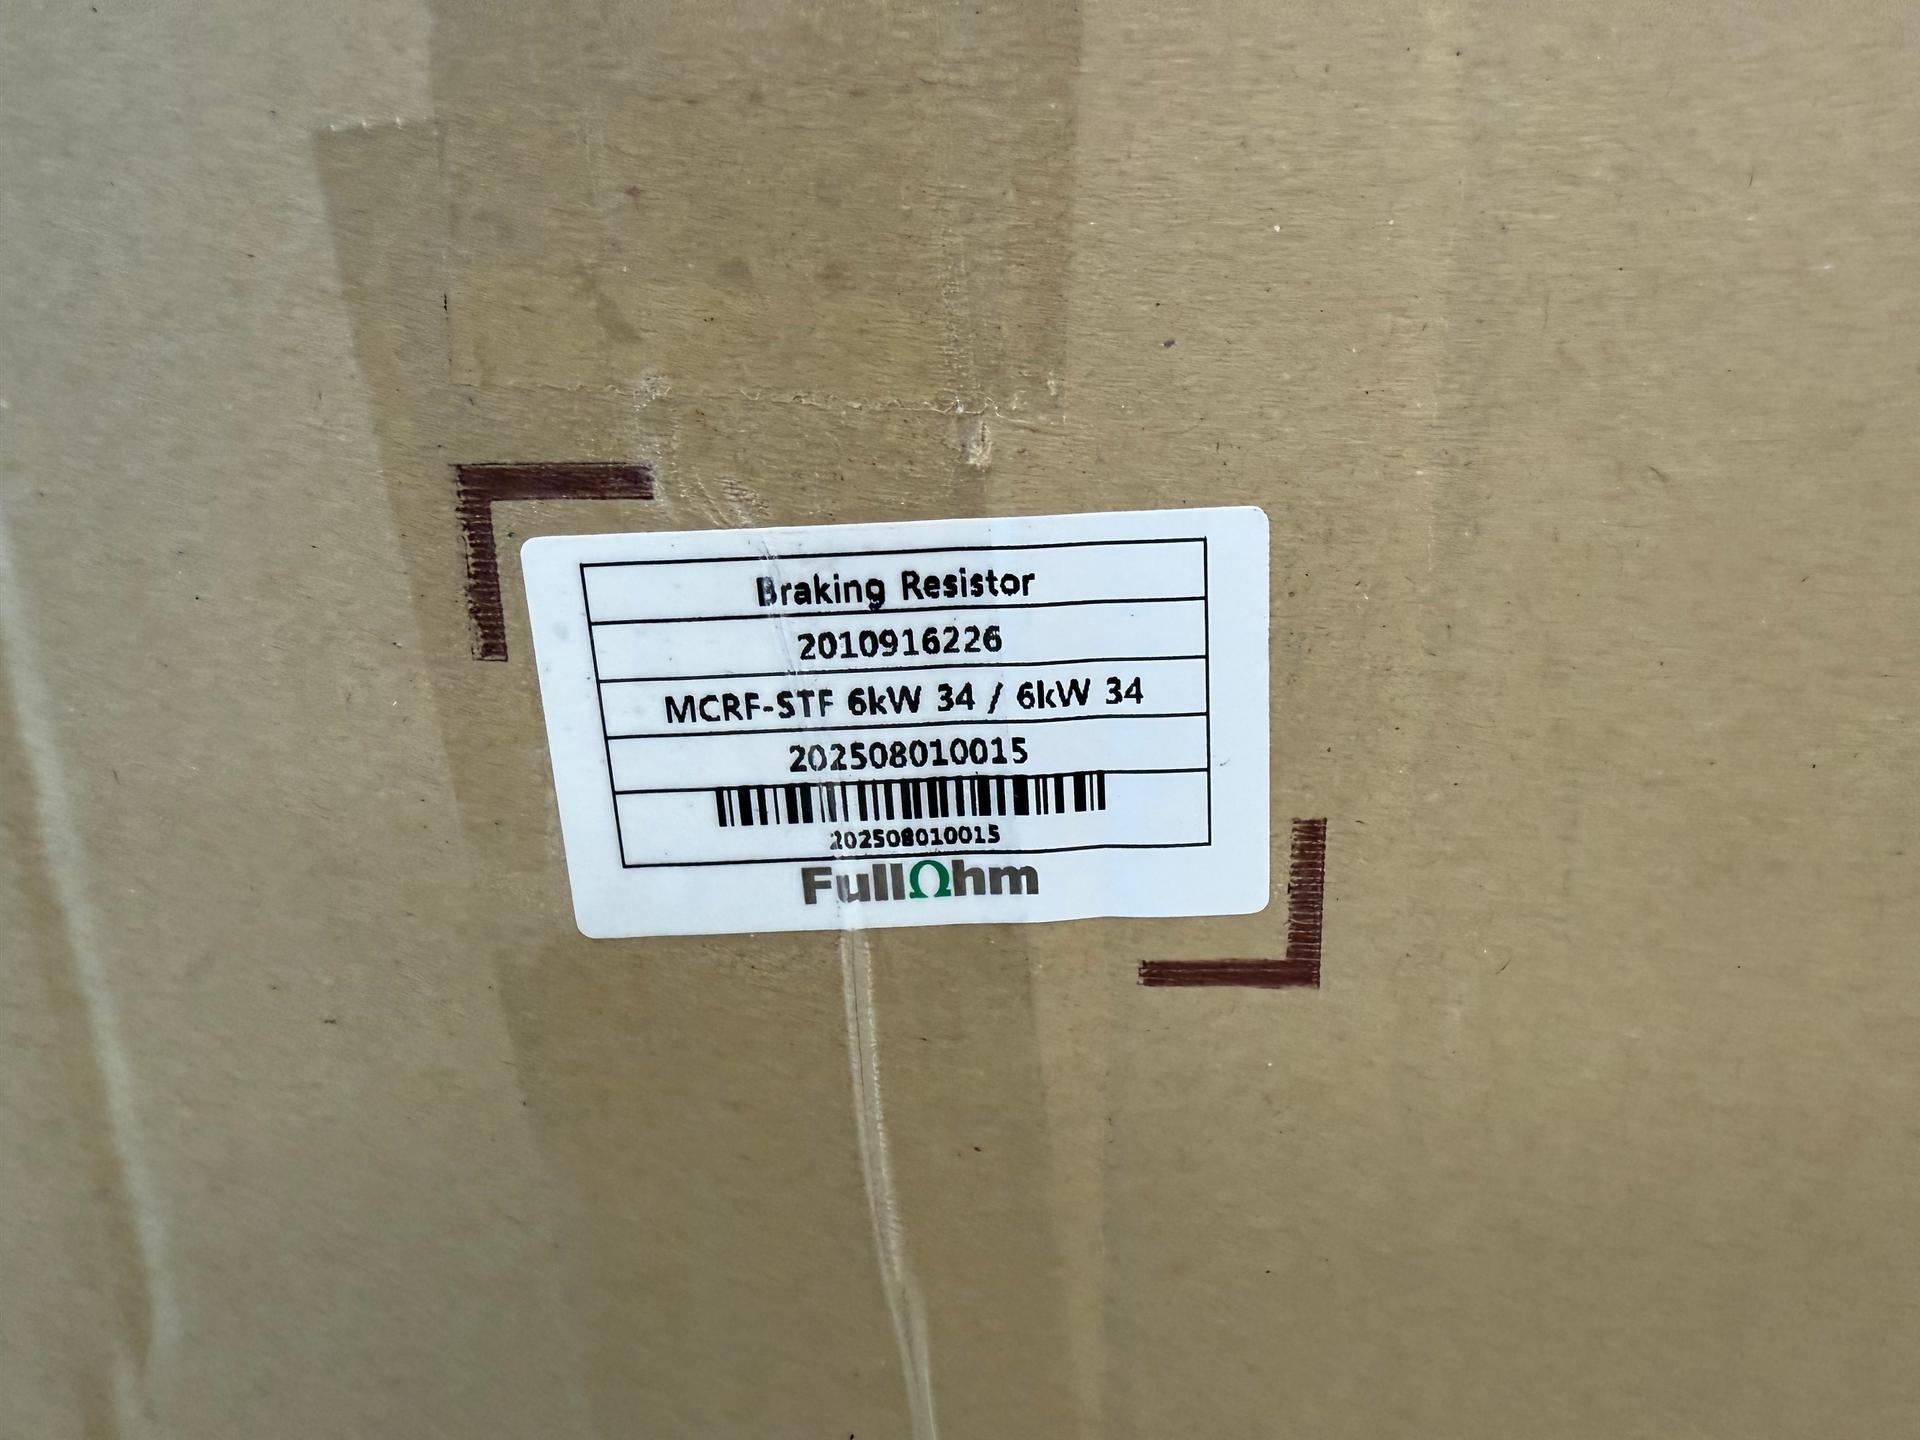 Braking Resistor
2010916226
MCRF-STF 6kW 34 / 6kW 34
202508010015
202508010015
FullΩhm